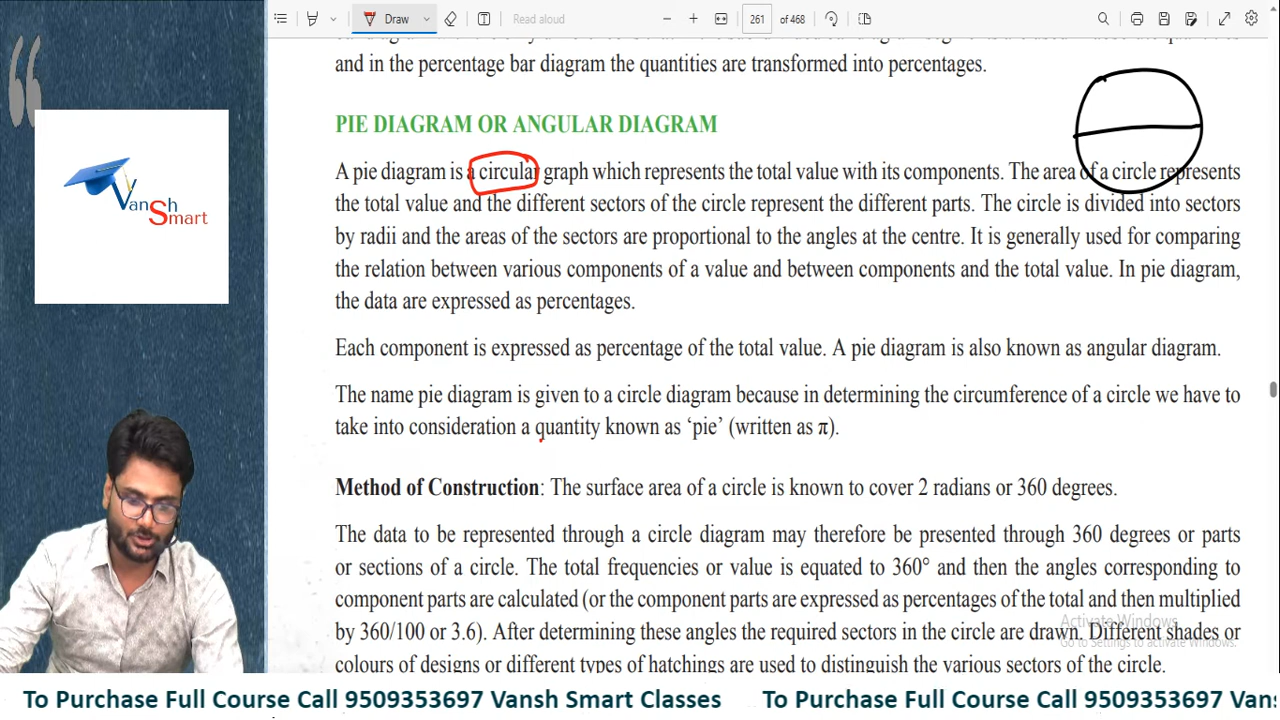 Draw
Read aloud
261 of 468
and in the percentage bar diagram the quantities are transformed into percentages.
PIE DIAGRAM OR ANGULAR DIAGRAM
A pie diagram is a circular graph which represents the total value with its components. The area of a circle represents
the total value and the different sectors of the circle represent the different parts. The circle is divided into sectors
by radii and the areas of the sectors are proportional to the angles at the centre. It is generally used for comparing
the relation between various components of a value and between components and the total value. In pie diagram,
the data are expressed as percentages.
Each component is expressed as percentage of the total value. A pie diagram is also known as angular diagram.
The name pie diagram is given to a circle diagram because in determining the circumference of a circle we have to
take into consideration a quantity known as ‘pie’ (written as π).
Method of Construction: The surface area of a circle is known to cover 2 radians or 360 degrees.
The data to be represented through a circle diagram may therefore be presented through 360 degrees or parts
or sections of a circle. The total frequencies or value is equated to 360° and then the angles corresponding to
component parts are calculated (or the component parts are expressed as percentages of the total and then multiplied
by 360/100 or 3.6). After determining these angles the required sectors in the circle are drawn. Different shades or
colours of designs or different types of hatchings are used to distinguish the various sectors of the circle.
Vansh
Smart
Activate Windows
Go to Settings to activate Windows.
To Purchase Full Course Call 9509353697 Vansh Smart Classes To Purchase Full Course Call 9509353697 Vans